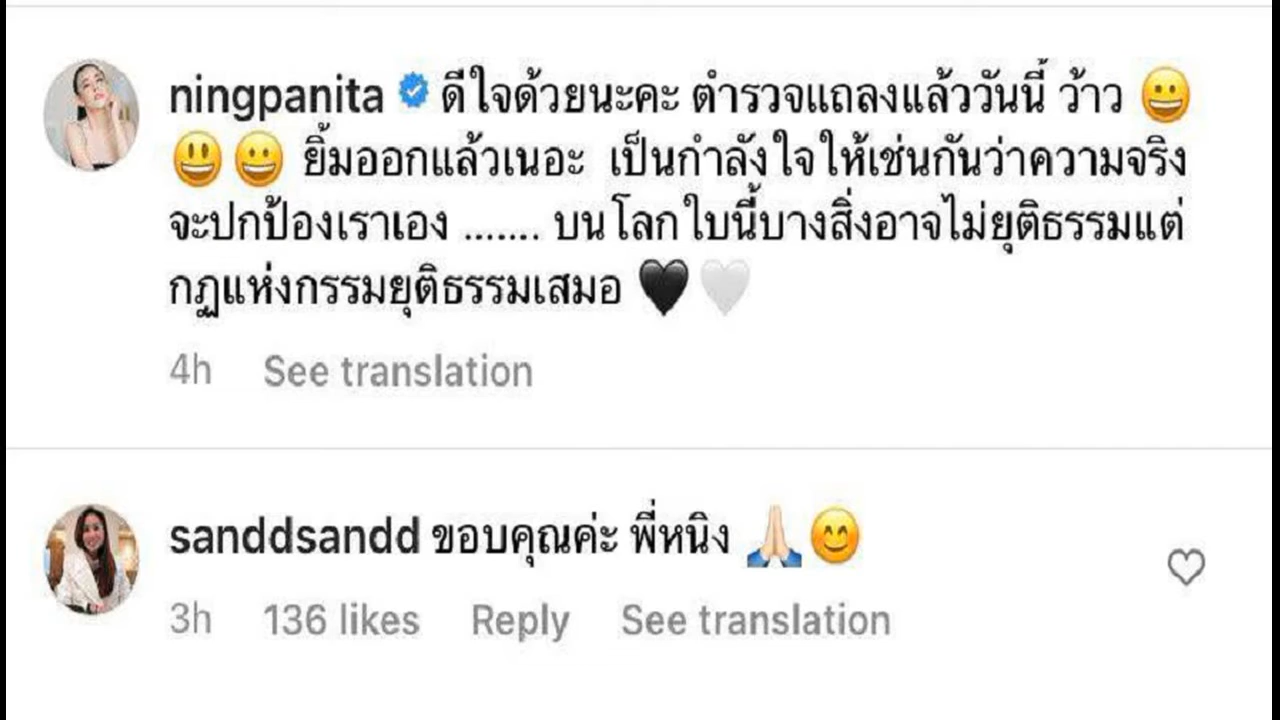 ningpanita ดีใจด้วยนะคะ ตำรวจแถลงแล้ววันนี้ ว้าว 😀
😃😀 ยิ้มออกแล้วเนอะ เป็นกำลังใจให้เช่นกันว่าความจริง
จะปกป้องเราเอง ....... บนโลกใบนี้บางสิ่งอาจไม่ยุติธรรมแต่
กฏแห่งกรรมยุติธรรมเสมอ 🖤🤍
4h See translation
sanddsandd ขอบคุณค่ะ พี่หนิง 🙏🏻😊
3h 136 likes Reply See translation